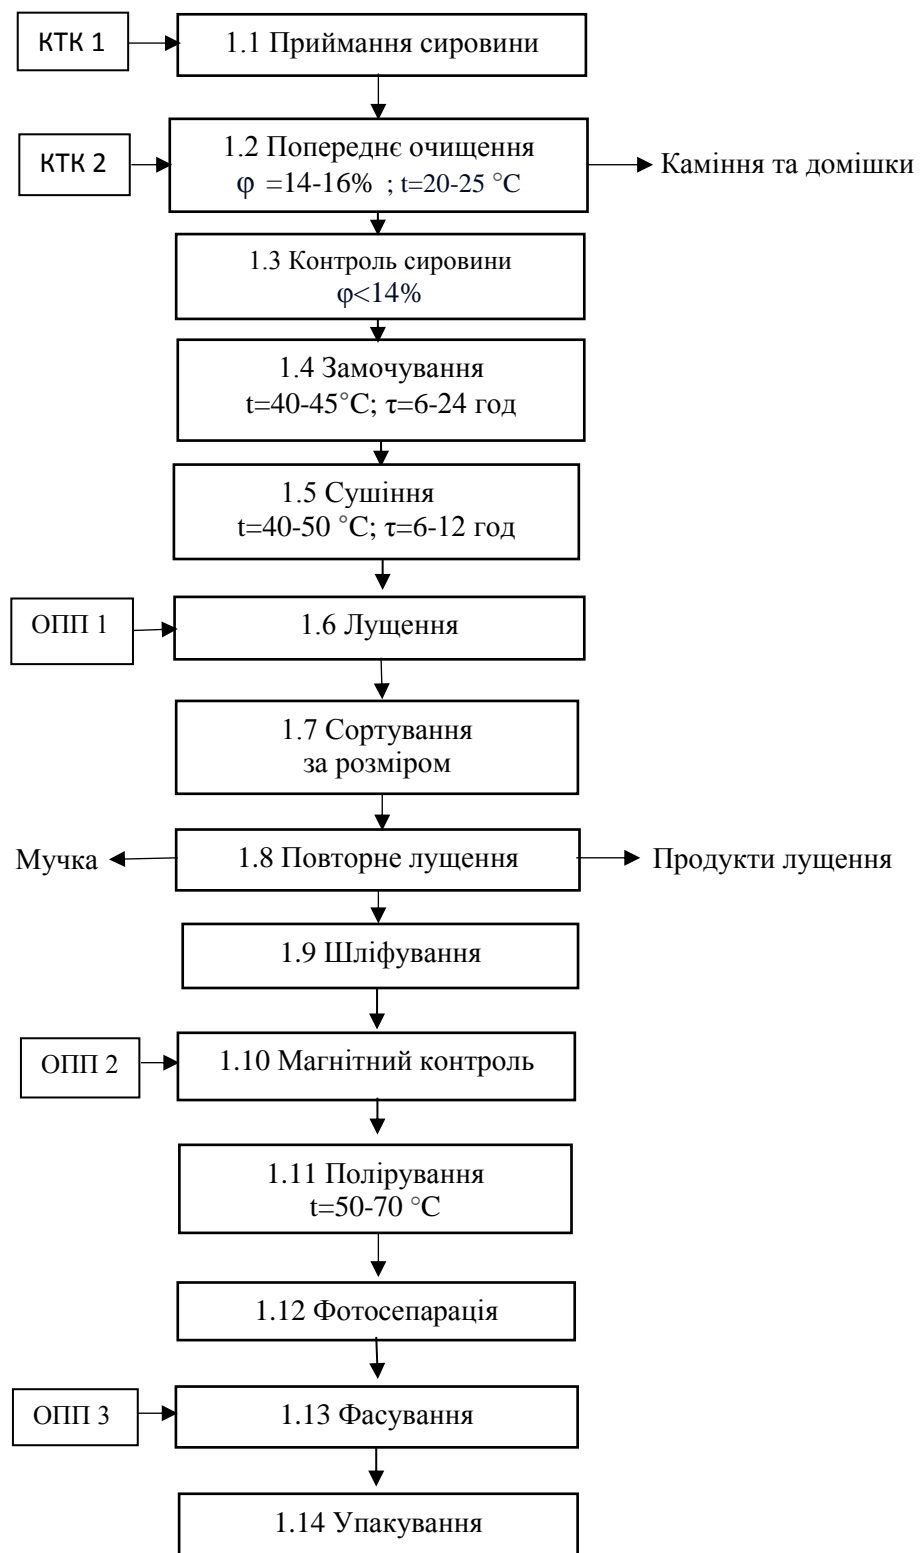 КТК 1
1.1 Приймання сировини
КТК 2
1.2 Попереднє очищення
φ =14-16% ; t=20-25 °C
Каміння та домішки
1.3 Контроль сировини
φ<14%
1.4 Замочування
t=40-45°C; τ=6-24 год
1.5 Сушіння
t=40-50 °C; τ=6-12 год
ОПП 1
1.6 Лущення
1.7 Сортування
за розміром
Мучка
1.8 Повторне лущення
Продукти лущення
1.9 Шліфування
ОПП 2
1.10 Магнітний контроль
1.11 Полірування
t=50-70 °C
1.12 Фотосепарація
ОПП 3
1.13 Фасування
1.14 Упакування